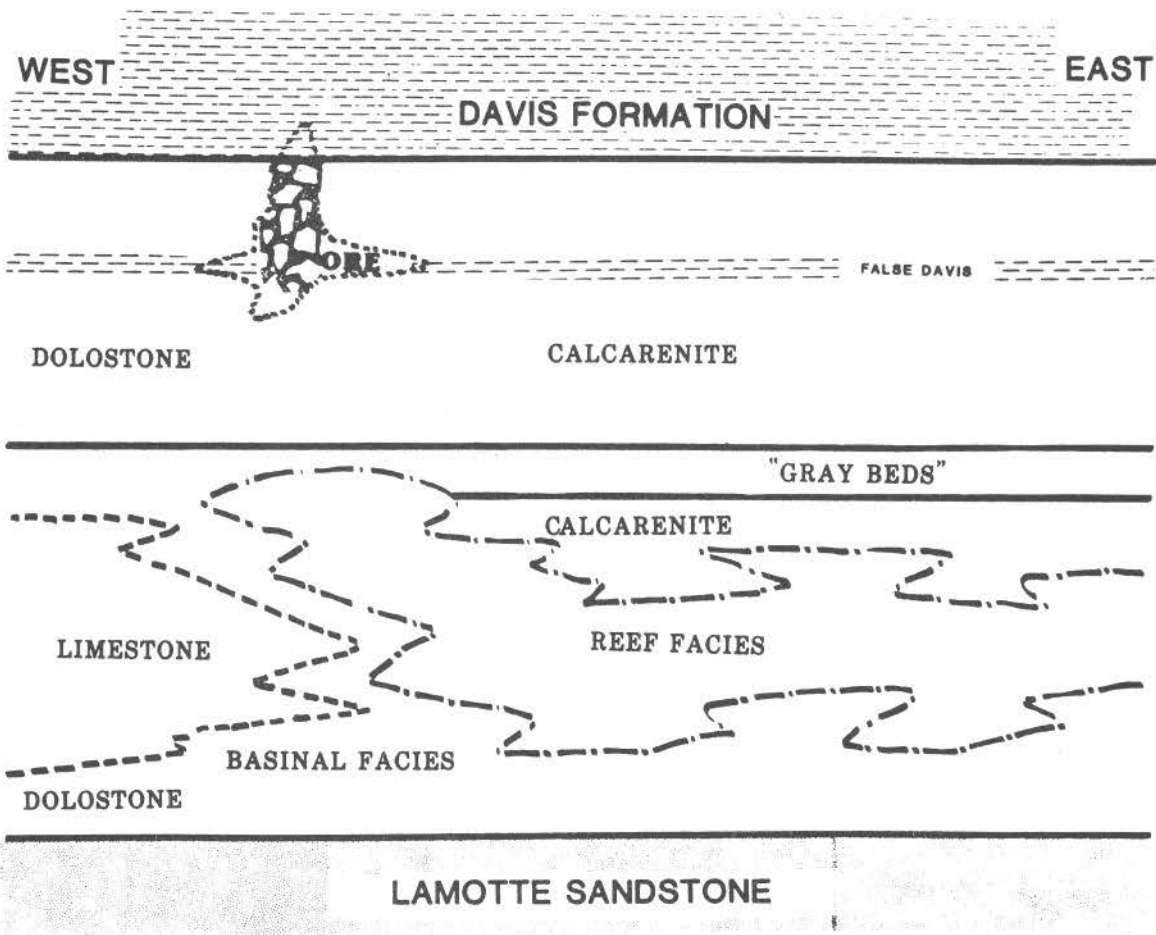 WEST
EAST
DAVIS FORMATION
ORE
FALSE DAVIS
DOLOSTONE
CALCARENITE
"GRAY BEDS"
CALCARENITE
LIMESTONE
REEF FACIES
BASINAL FACIES
DOLOSTONE
LAMOTTE SANDSTONE